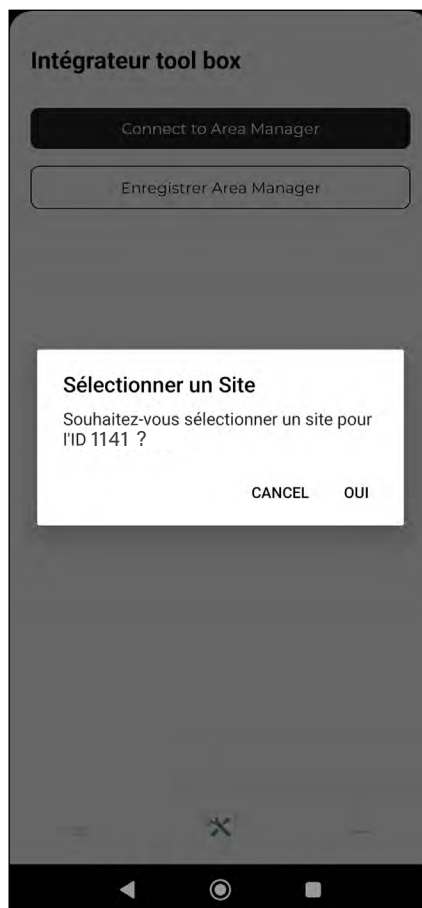 Intégrateur tool box
Connect to Area Manager
Enregistrer Area Manager
Sélectionner un Site
Souhaitez-vous sélectionner un site pour
l'ID 1141 ?
CANCEL OUI